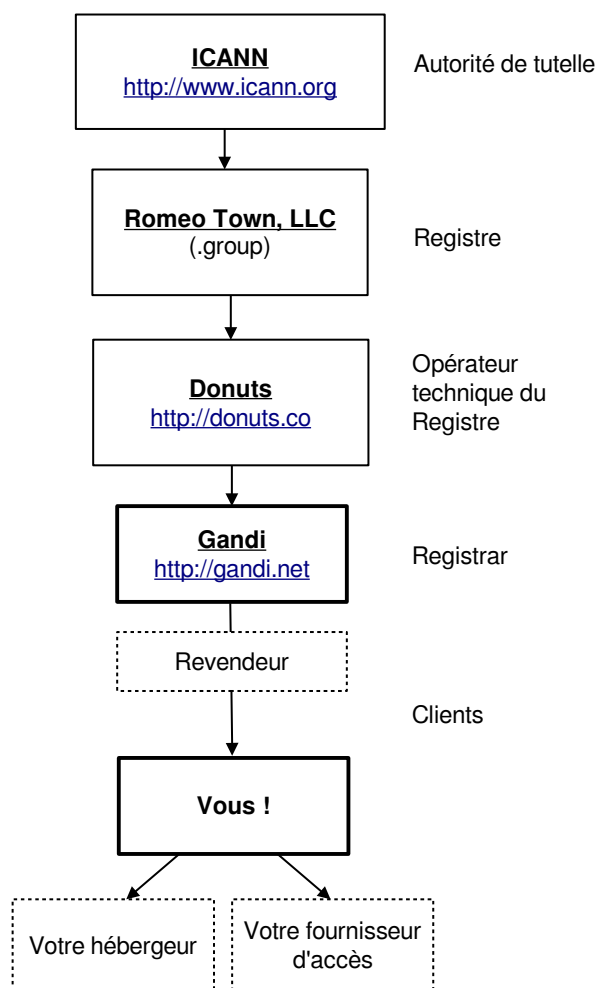 ICANN
http://www.icann.org
Autorité de tutelle
Romeo Town, LLC
(.group)
Registre
Donuts
http://donuts.co
Opérateur
technique du
Registre
Gandi
http://gandi.net
Registrar
Revendeur
Clients
Vous !
Votre hébergeur
Votre fournisseur
d'accès